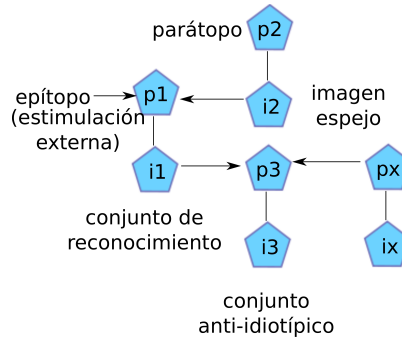 parátopo
p2
epítopo
(estimulación
externa)
p1
i2
imagen
espejo
i1
p3
px
conjunto de
reconocimiento
i3
ix
conjunto
anti-idiotípico